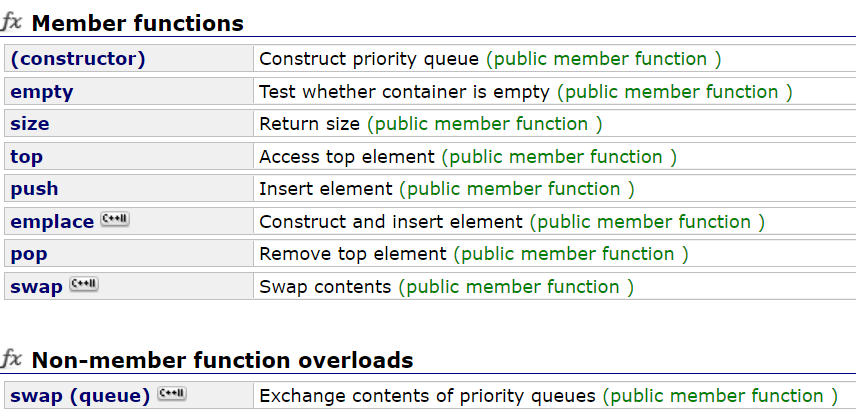 fx Member functions
(constructor) Construct priority queue (public member function )
empty Test whether container is empty (public member function )
size Return size (public member function )
top Access top element (public member function )
push Insert element (public member function )
emplace C++11 Construct and insert element (public member function )
pop Remove top element (public member function )
swap C++11 Swap contents (public member function )
fx Non-member function overloads
swap (queue) C++11 Exchange contents of priority queues (public member function )